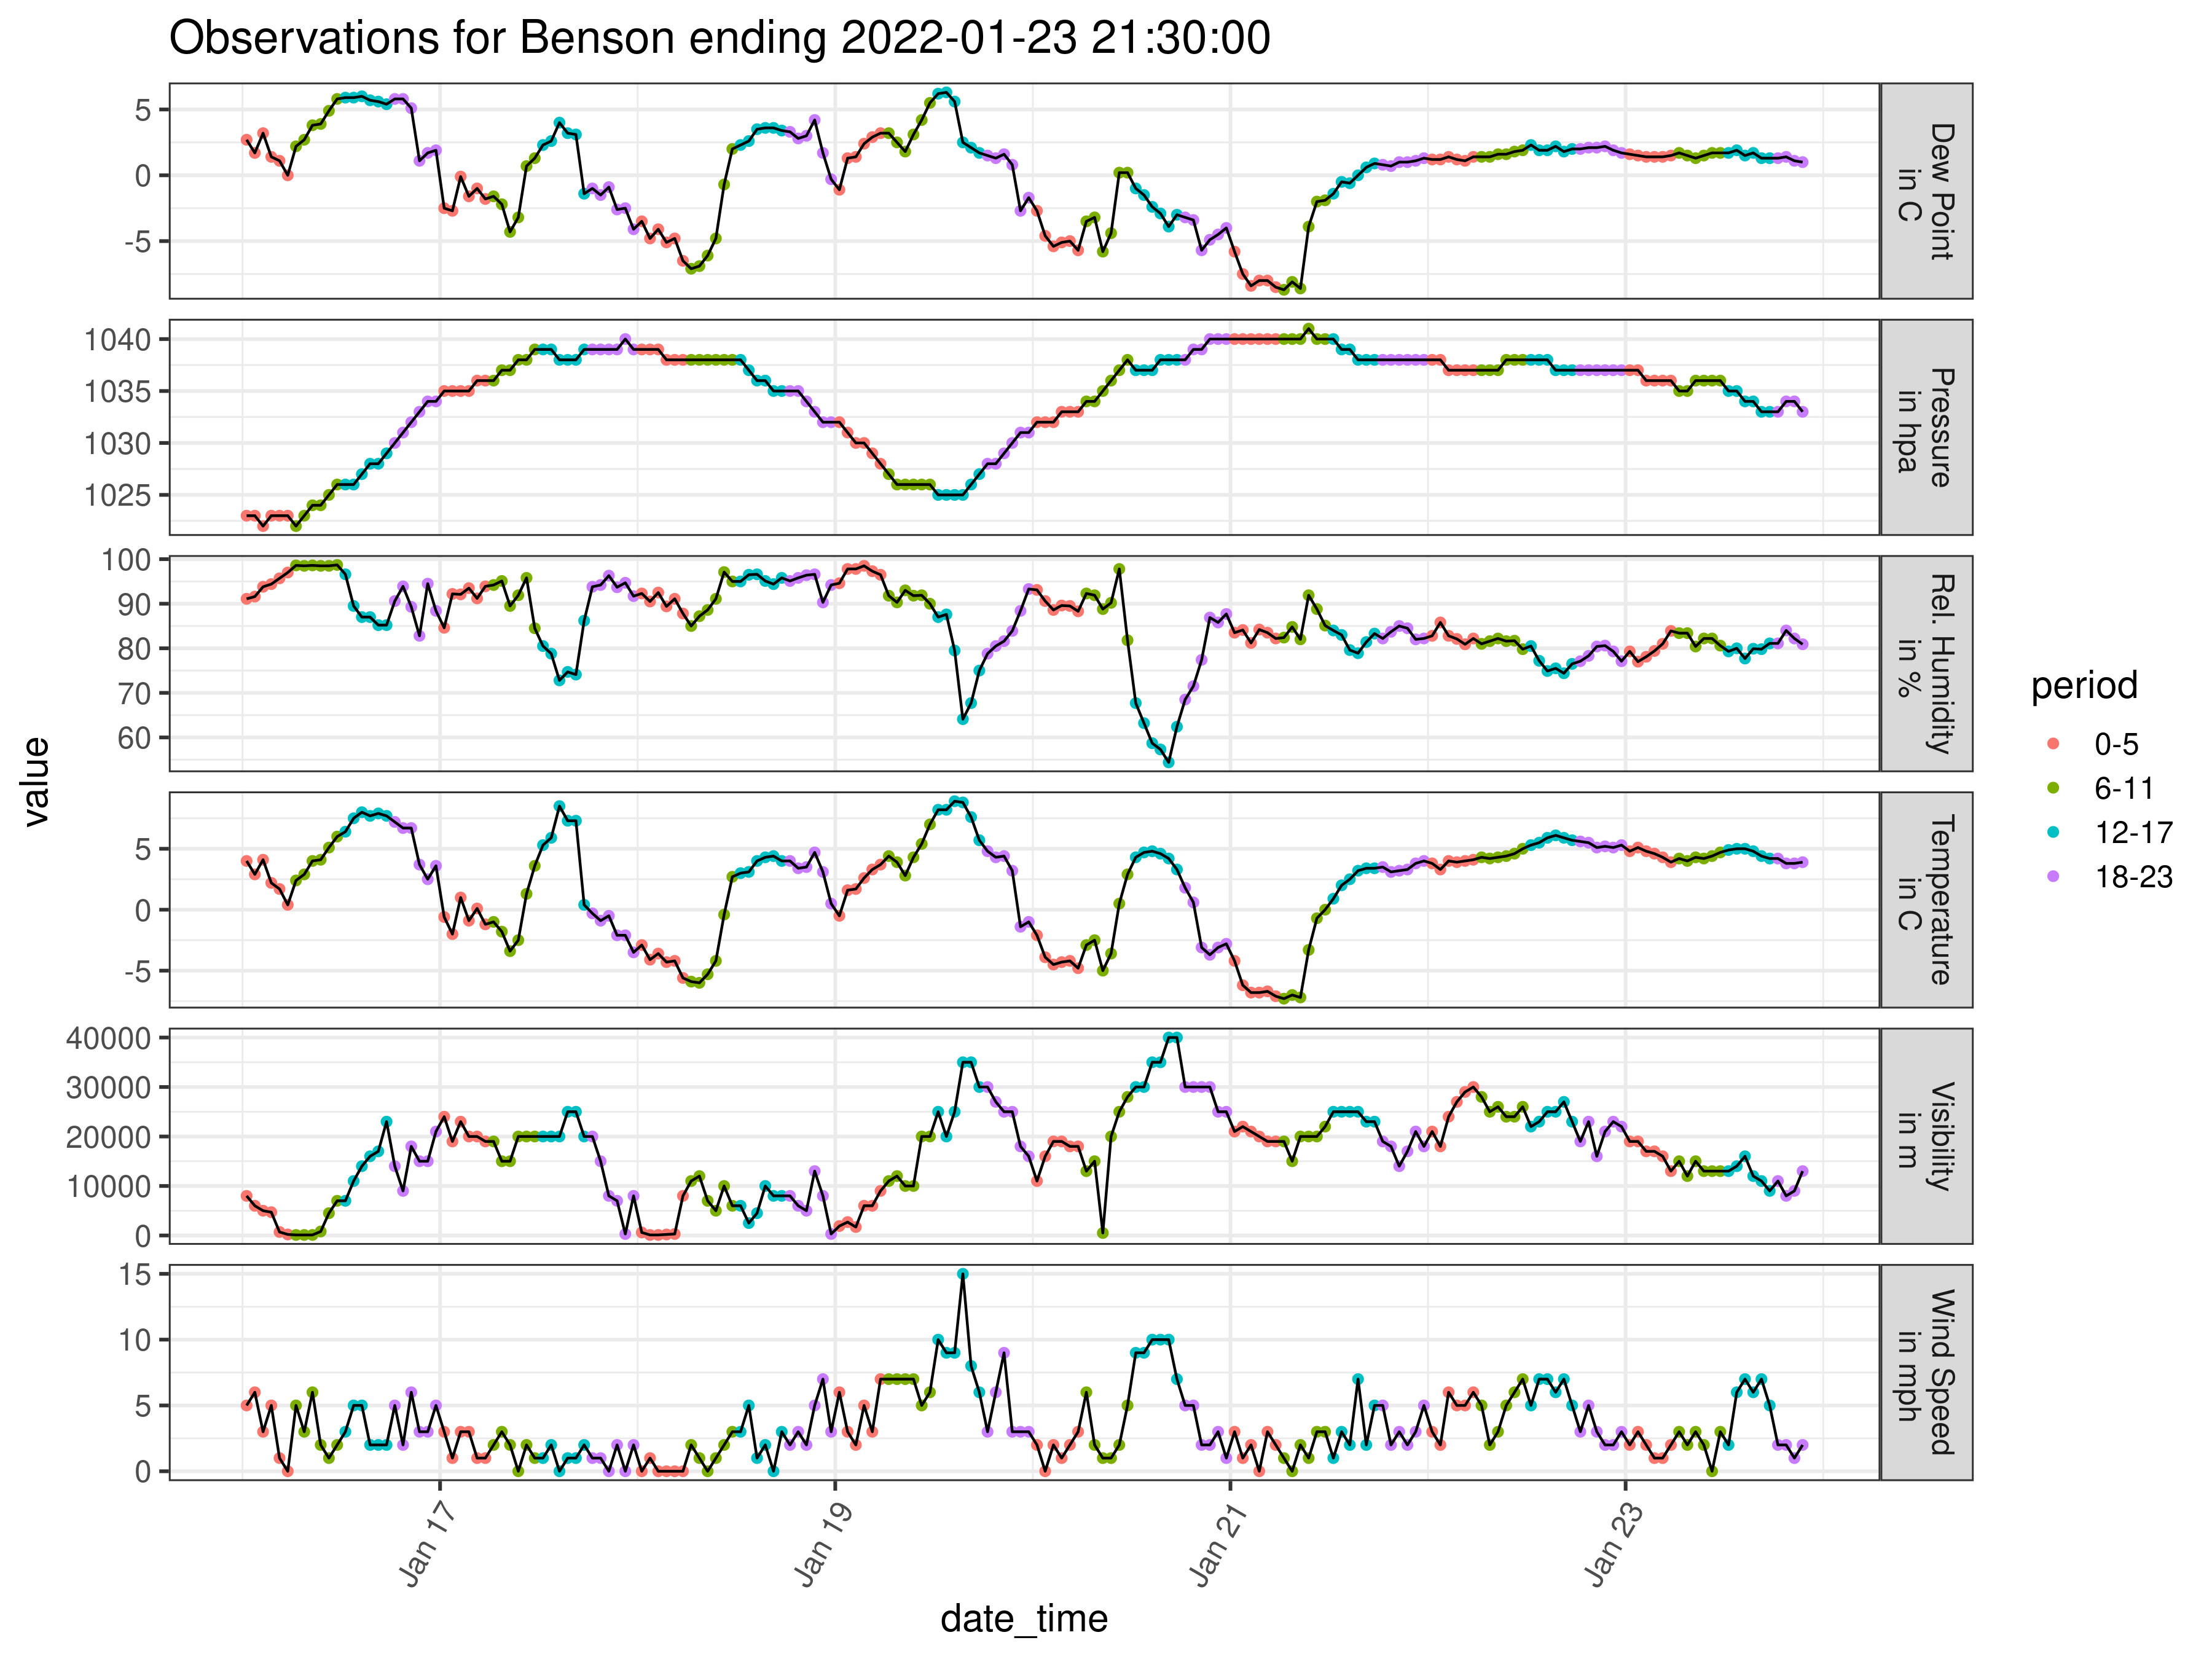 Observations for Benson ending 2022-01-23 21:30:00
5
0
-5
Dew Point
in C
1040
1035
1030
1025
Pressure
in hpa
100
90
80
70
60
Rel. Humidity
in %
5
0
-5
Temperature
in C
40000
30000
20000
10000
0
Visibility
in m
15
10
5
0
Wind Speed
in mph
value
Jan 17
Jan 19
Jan 21
Jan 23
date_time
period
0-5
6-11
12-17
18-23